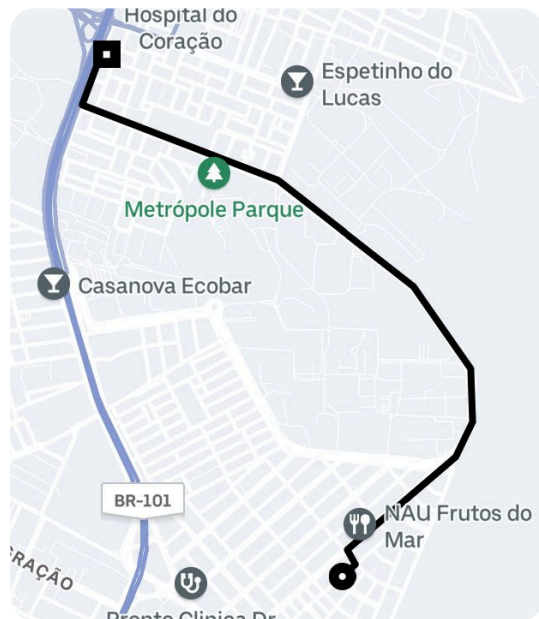 Hospital do
Coração
Espetinho do
Lucas
Metrópole Parque
Casanova Ecobar
BR-101
NAU Frutos do
Mar
RAÇÃO
Pronto Clinica Dr